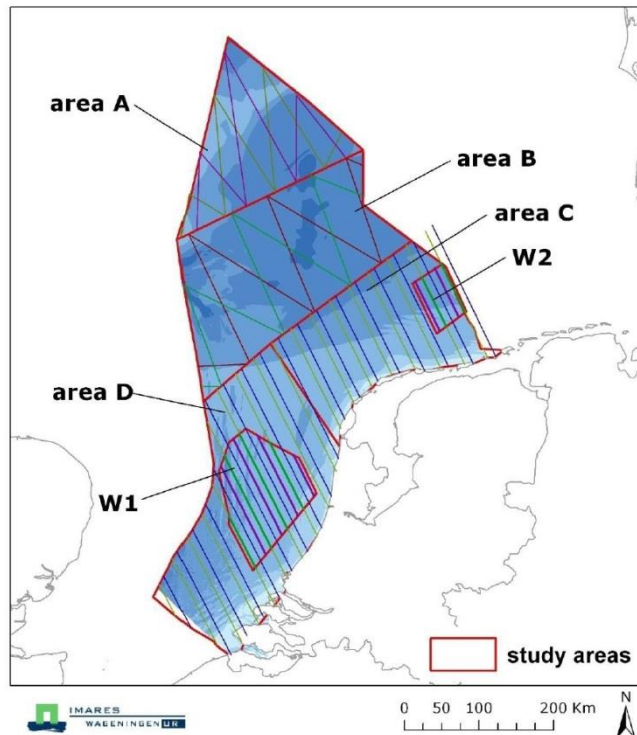 area A
area B
area C
W2
area D
W1
study areas
IMARES
WAGENINGEN UR
0 50 100 200 Km
N